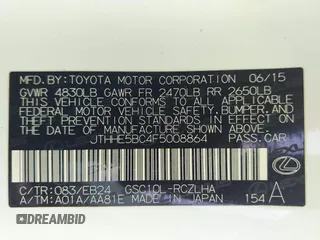 MFD.BY:TOYOTA MOTOR CORPORATION 06/15
GVWR 4830LB GAWR FR 2470LB RR 2650LB
THIS VEHICLE CONFORMS TO ALL APPLICABLE
FEDERAL MOTOR VEHICLE SAFETY, BUMPER, AND
THEFT PREVENTION STANDARDS IN EFFECT ON
THE DATE OF MANUFACTURE SHOWN ABOVE.
JTHHE5BC4F5008864 PASS.CAR
C/TR:083/EB24 GSC10L-RCZLHA
A/TM:A01A/AA81E MADE IN JAPAN 154 A
DREAMBID